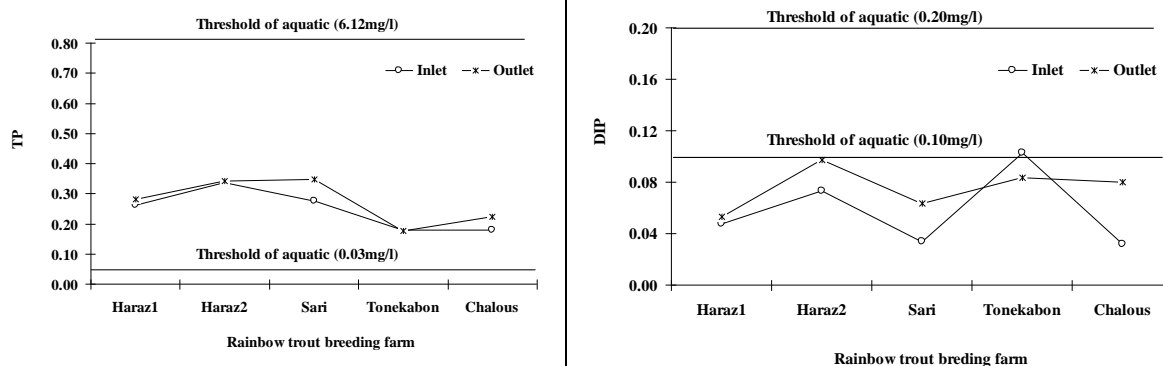 Threshold of aquatic (6.12mg/l)
0.80
0.70
0.60
0.50
0.40
0.30
0.20
0.10
0.00
TP
Inlet Outlet
Threshold of aquatic (0.03mg/l)
Haraz1 Haraz2 Sari Tonekabon Chalous
Rainbow trout breeding farm
Threshold of aquatic (0.20mg/l)
0.20
0.16
0.12
0.08
0.04
0.00
DIP
Inlet Outlet
Threshold of aquatic (0.10mg/l)
Haraz1 Haraz2 Sari Tonekabon Chalous
Rainbow trout breding farm